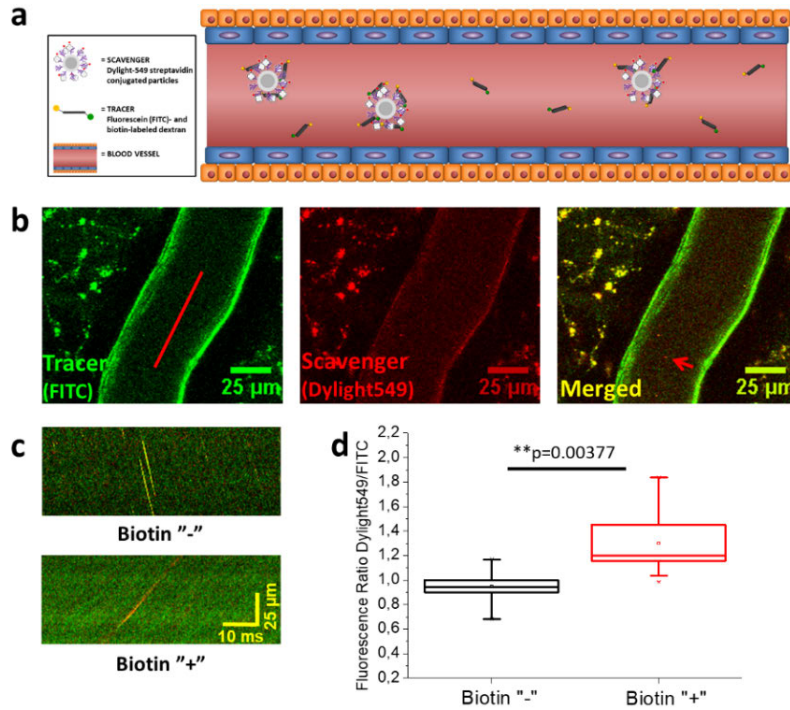 a
= SCAVENGER
Dylight-549 streptavidin
conjugated particles
= TRACER
Fluorescein (FITC)- and
biotin-labeled dextran
= BLOOD VESSEL
b
Tracer
(FITC)
25 µm
Scavenger
(Dylight549)
25 µm
Merged
25 µm
c
Biotin ”-”
25 µm
10 ms
Biotin ”+”
d
Fluorescence Ratio Dylight549/FITC
2,2
2,0
1,8
1,6
1,4
1,2
1,0
0,8
0,6
0,4
0,2
**p=0.00377
Biotin "-"
Biotin "+"